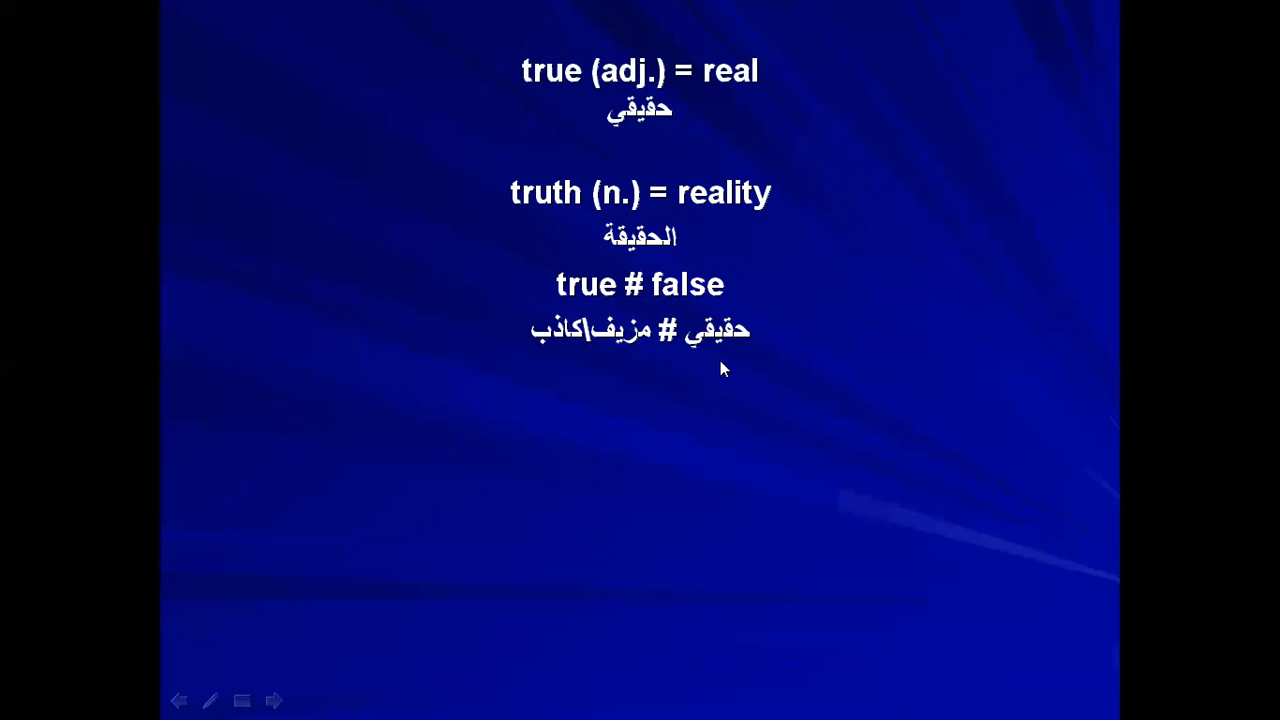 true (adj.) = real
حقيقي
truth (n.) = reality
الحقيقة
true # false
حقيقي # مزيف\كاذب